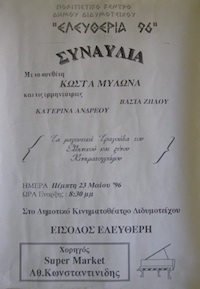 ΠΟΛΙΤΙΣΤΙΚΟ ΚΕΝΤΡΟ
ΔΗΜΟΥ ΔΙΔΥΜΟΤΕΙΧΟΥ
"ΕΛΕΥΘΕΡΙΑ 96"
ΣΥΝΑΥΛΙΑ
Με το συνθέτη
ΚΩΣΤΑ ΜΥΛΩΝΑ
και τις ερμηνεύτριες
ΒΑΣΙΑ ΖΗΛΟΥ
ΚΑΤΕΡΙΝΑ ΑΝΔΡΕΟΥ
Τα μαγευτικά τραγούδια του
Ελληνικού και ξένου
Κινηματογράφου
ΗΜΕΡΑ Πέμπτη 23 Μαΐου '96
ΩΡΑ Έναρξης : 8:30 μμ
Στο Δημοτικό Κινηματοθέατρο Διδυμοτείχου
ΕΙΣΟΔΟΣ ΕΛΕΥΘΕΡΗ
Χορηγός
Super Market
Αθ.Κωνσταντινίδης